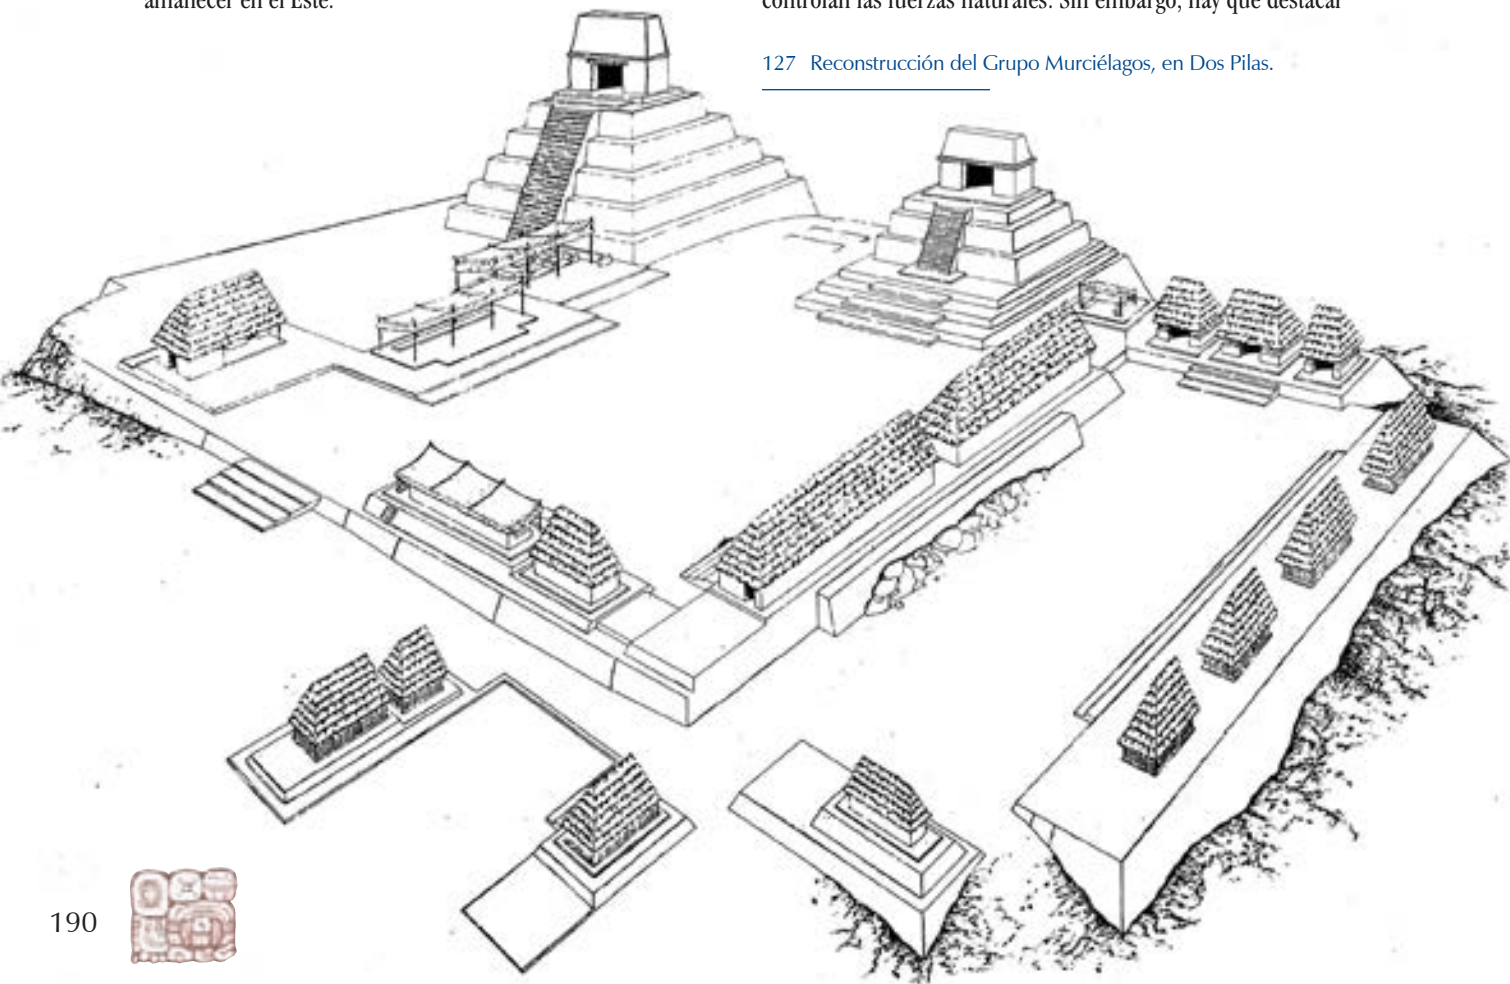 amanecer en el Este.
controlan las fuerzas naturales. Sin embargo, hay que destacar
127 Reconstrucción del Grupo Murciélagos, en Dos Pilas.
190